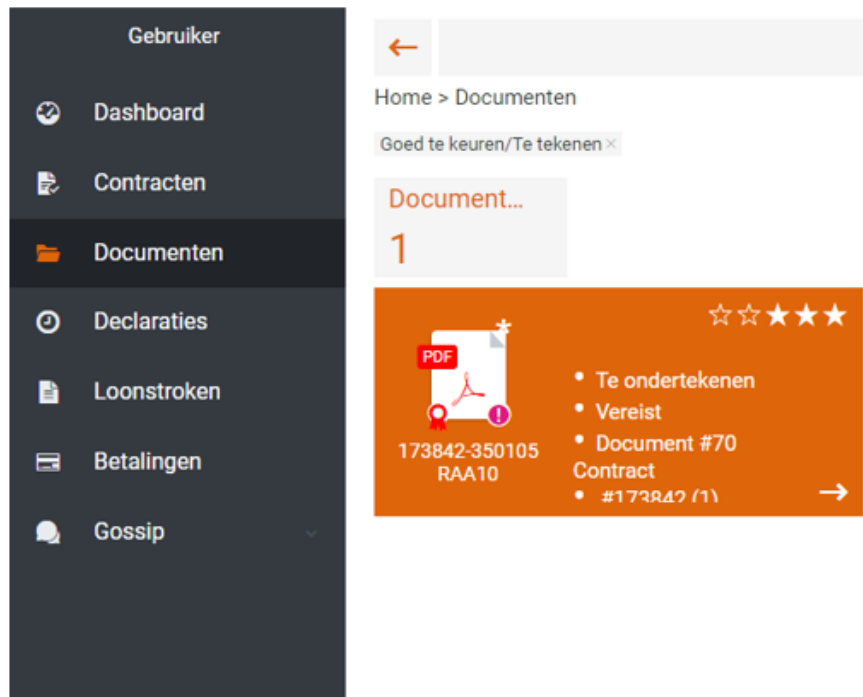 Gebruiker
Dashboard
Contracten
Documenten
Declaraties
Loonstroken
Betalingen
Gossip
Home > Documenten
Goed te keuren/Te tekenen ×
Document...
1
PDF
173842-350105
RAA10
• Te ondertekenen
• Vereist
• Document #70
Contract
• #173842 (1)